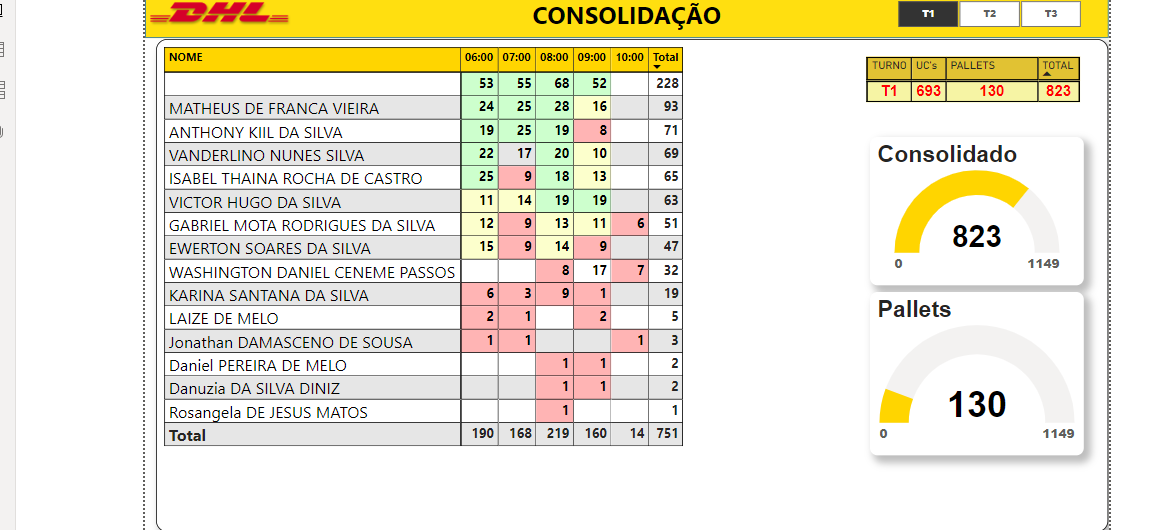 DHL
CONSOLIDAÇÃO
T1 T2 T3
NOME 06:00 07:00 08:00 09:00 10:00 Total
53 55 68 52 228
MATHEUS DE FRANCA VIEIRA 24 25 28 16 93
ANTHONY KIIL DA SILVA 19 25 19 8 71
VANDERLINO NUNES SILVA 22 17 20 10 69
ISABEL THAINA ROCHA DE CASTRO 25 9 18 13 65
VICTOR HUGO DA SILVA 11 14 19 19 63
GABRIEL MOTA RODRIGUES DA SILVA 12 9 13 11 6 51
EWERTON SOARES DA SILVA 15 9 14 9 47
WASHINGTON DANIEL CENEME PASSOS 8 17 7 32
KARINA SANTANA DA SILVA 6 3 9 1 19
LAIZE DE MELO 2 1 2 5
Jonathan DAMASCENO DE SOUSA 1 1 1 3
Daniel PEREIRA DE MELO 1 1 2
Danuzia DA SILVA DINIZ 1 1 2
Rosangela DE JESUS MATOS 1 1
Total 190 168 219 160 14 751
TURNO UC's PALLETS TOTAL
T1 693 130 823
Consolidado
823
0 1149
Pallets
130
0 1149